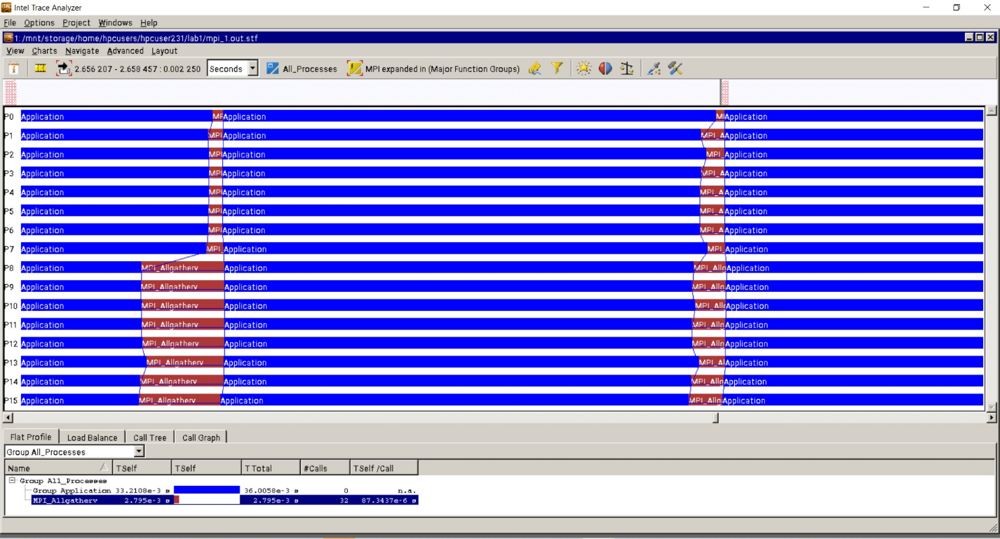 Intel Trace Analyzer
File Options Project Windows Help
1: /mnt/storage/home/hpcusers/hpcuser231/lab1/mpi_1.out.stf
View Charts Navigate Advanced Layout
2.656 207 - 2.658 457 : 0.002 250 Seconds All_Processes MPI expanded in (Major Function Groups)
P0 Application MP Application MI Application
P1 Application MPI Application MPI_A Application
P2 Application MPI Application MPI_ Application
P3 Application MPI Application MPI_A Application
P4 Application MPI Application MPI_A Application
P5 Application MPI Application MPI_A Application
P6 Application MPI Application MPI_A Application
P7 Application MPI_ Application MPI_ Application
P8 Application MPI_Allgatherv Application MPI_Allg Application
P9 Application MPI_Allgatherv Application MPI_Allg Application
P10 Application MPI_Allgatherv Application MPI_Allg Application
P11 Application MPI_Allgatherv Application MPI_Allg Application
P12 Application MPI_Allgatherv Application MPI_Allg Application
P13 Application MPI_Allgatherv Application MPI_Al Application
P14 Application MPI_Allgatherv Application MPI_Allg Application
P15 Application MPI_Allgatherv Application MPI_Allg Application
Flat Profile Load Balance Call Tree Call Graph
Group All_Processes
Name TSelf TSelf TTotal #Calls TSelf /Call
Group All_Processes
Group Application 33.2108e-3 s 36.0058e-3 s 0 n.a.
MPI_Allgatherv 2.795e-3 s 2.795e-3 s 32 87.3437e-6 s